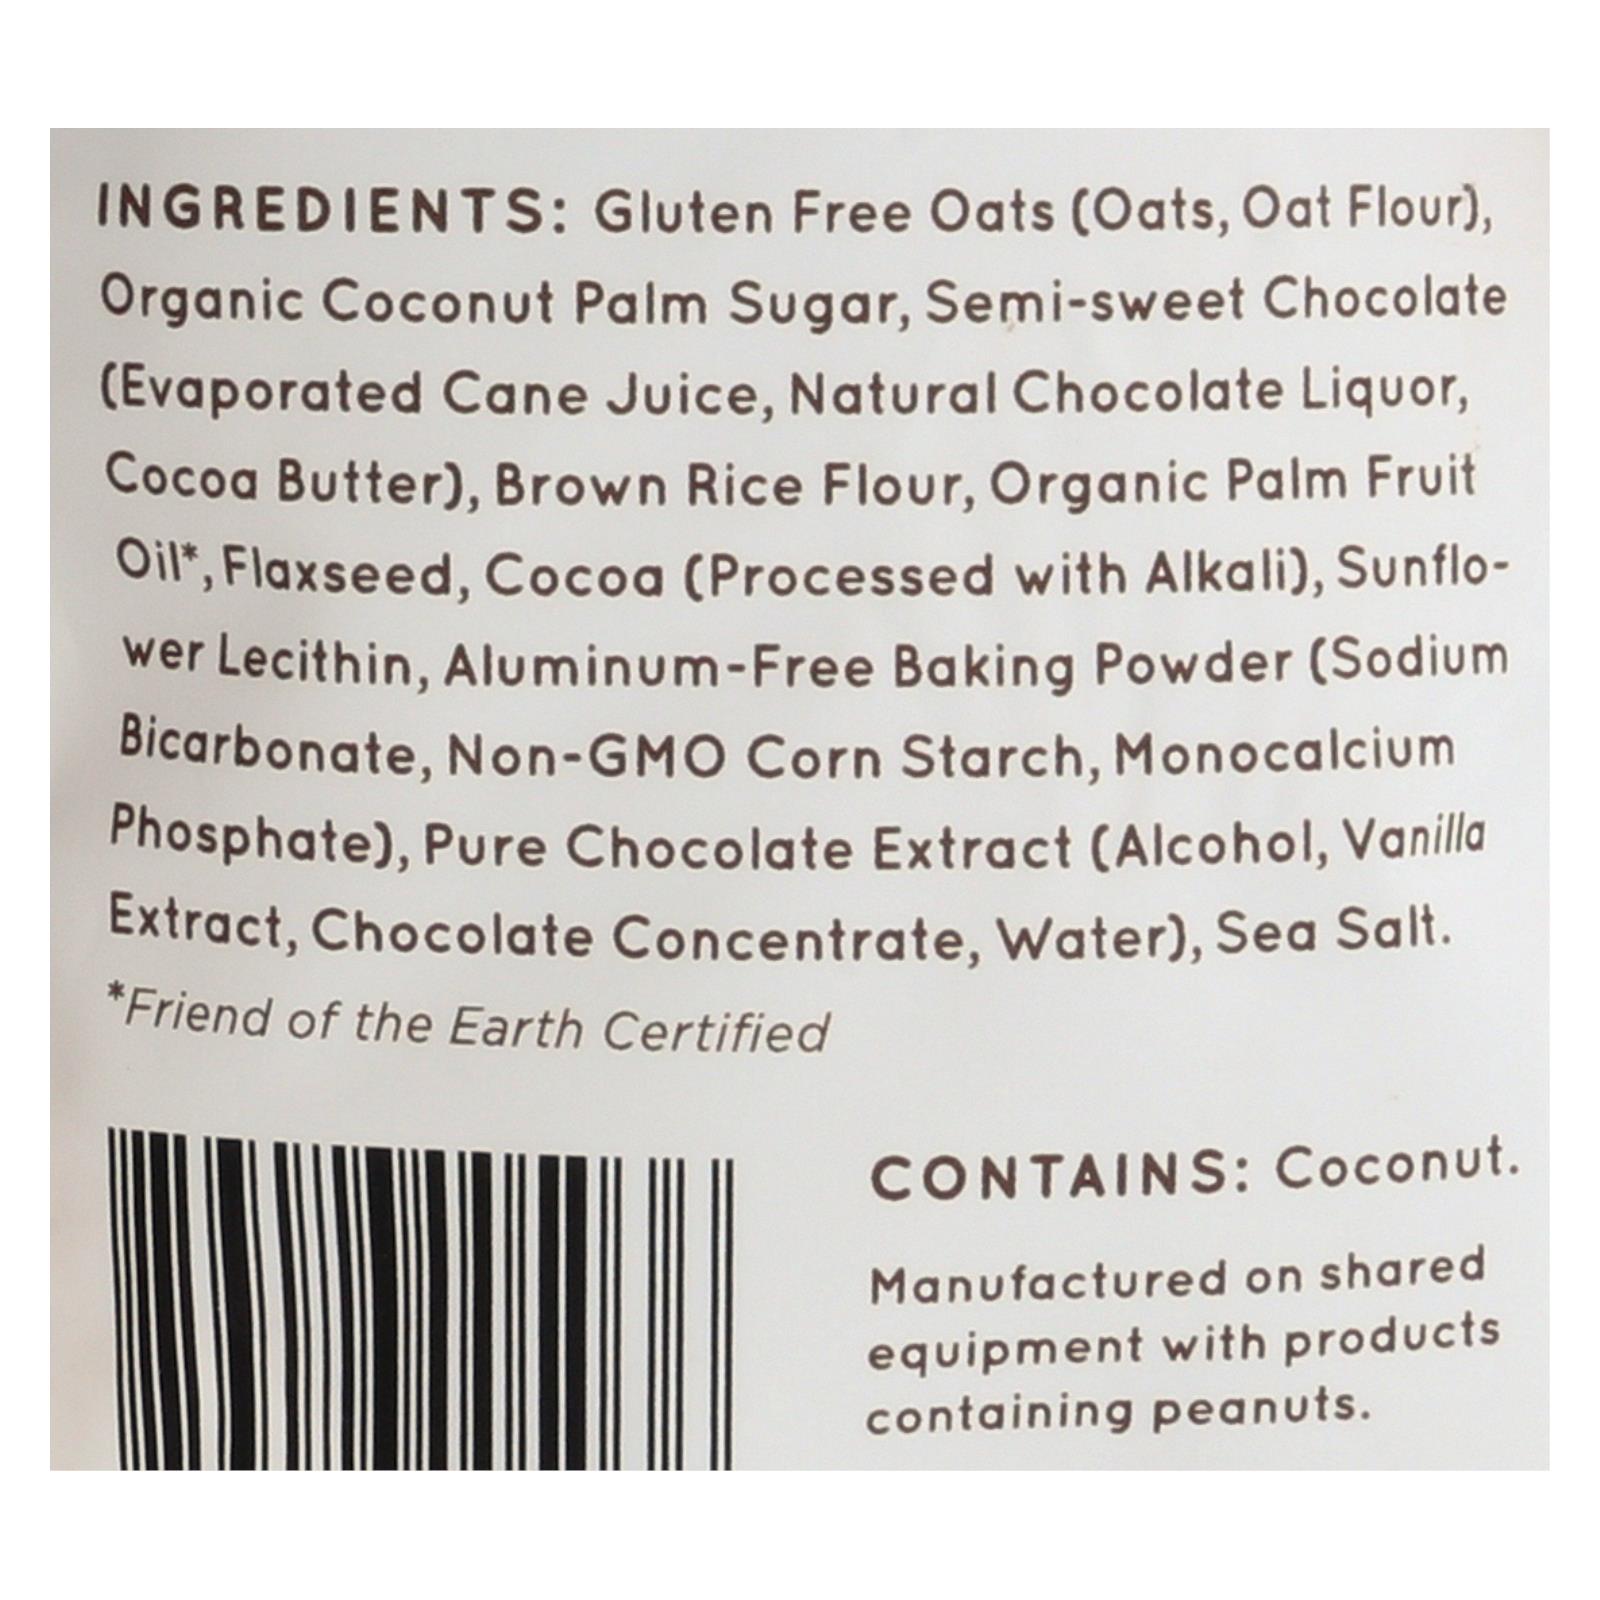 INGREDIENTS: Gluten Free Oats (Oats, Oat Flour),
Organic Coconut Palm Sugar, Semi-sweet Chocolate
(Evaporated Cane Juice, Natural Chocolate Liquor,
Cocoa Butter), Brown Rice Flour, Organic Palm Fruit
Oil*, Flaxseed, Cocoa (Processed with Alkali), Sunflo-
wer Lecithin, Aluminum-Free Baking Powder (Sodium
Bicarbonate, Non-GMO Corn Starch, Monocalcium
Phosphate), Pure Chocolate Extract (Alcohol, Vanilla
Extract, Chocolate Concentrate, Water), Sea Salt.
*Friend of the Earth Certified
CONTAINS: Coconut.
Manufactured on shared
equipment with products
containing peanuts.